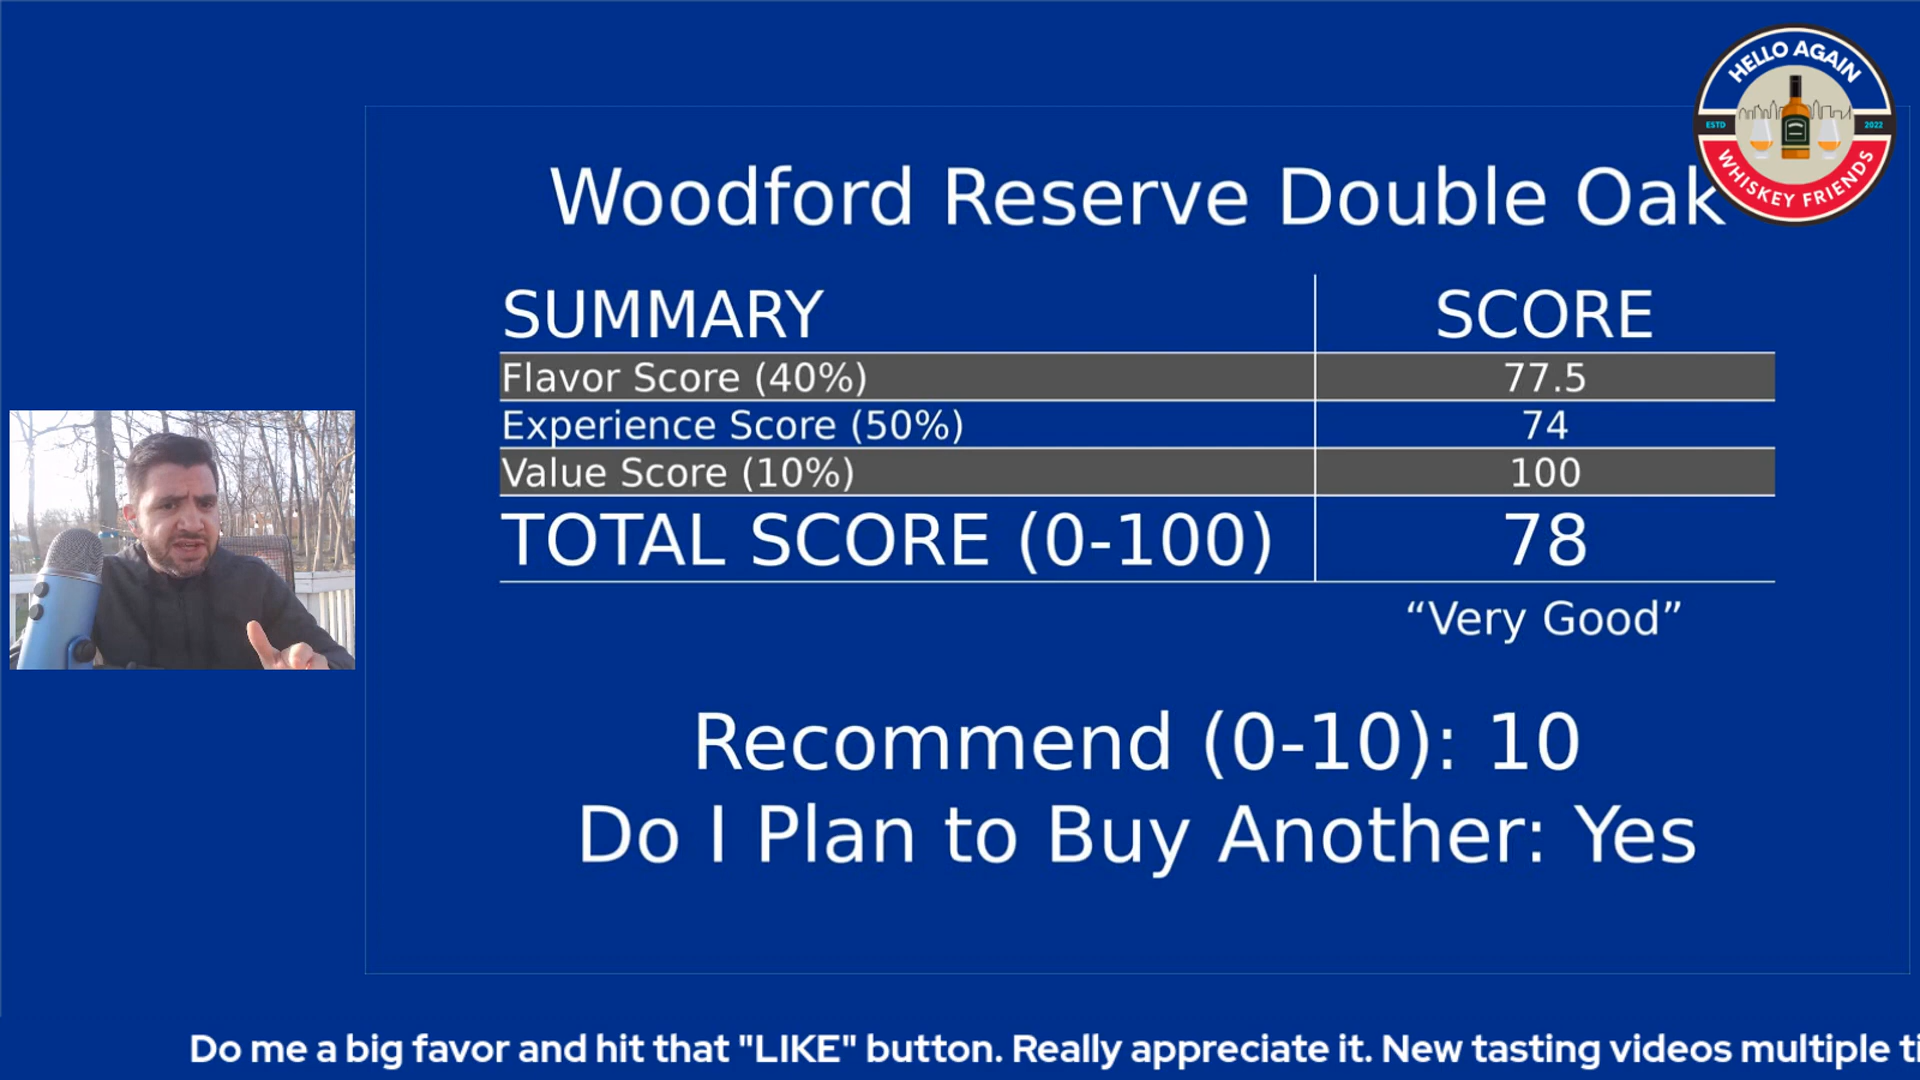 HELLO AGAIN
ESTD 2022
WHISKEY FRIENDS
Woodford Reserve Double Oak
SUMMARY SCORE
Flavor Score (40%) 77.5
Experience Score (50%) 74
Value Score (10%) 100
TOTAL SCORE (0-100) 78
“Very Good”
Recommend (0-10): 10
Do I Plan to Buy Another: Yes
Do me a big favor and hit that "LIKE" button. Really appreciate it. New tasting videos multiple